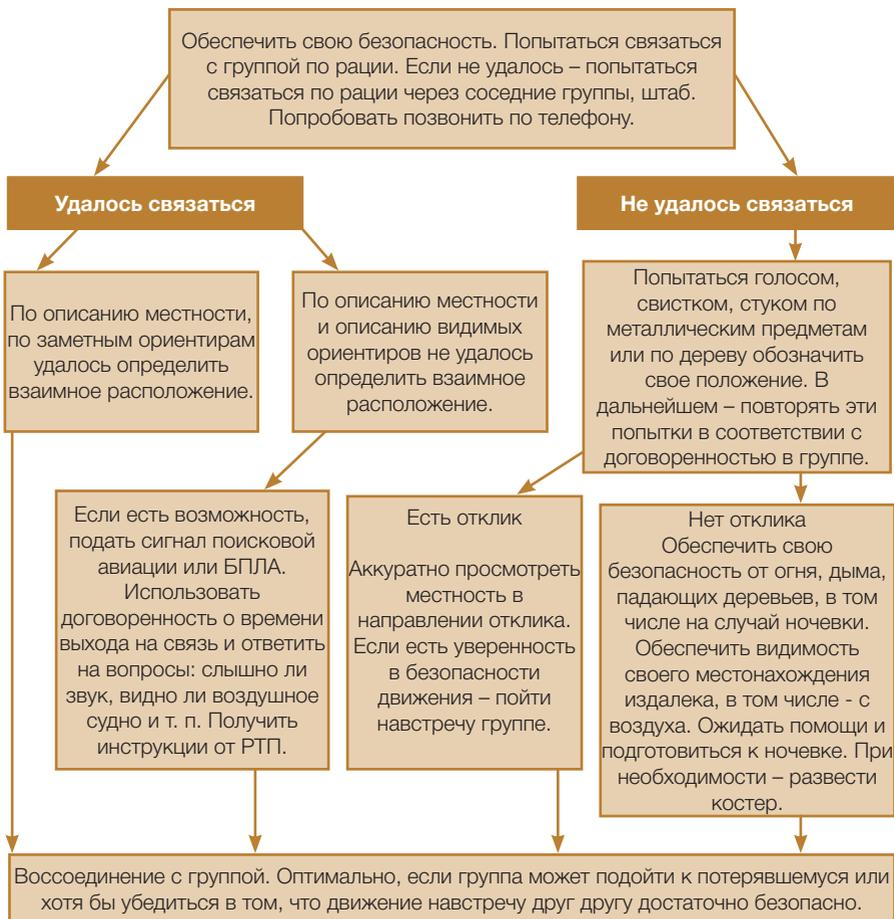 Обеспечить свою безопасность. Попытаться связаться
с группой по рации. Если не удалось – попытаться
связаться по рации через соседние группы, штаб.
Попробовать позвонить по телефону.
Удалось связаться
Не удалось связаться
По описанию местности,
по заметным ориентирам
удалось определить
взаимное расположение.
По описанию местности
и описанию видимых
ориентиров не удалось
определить взаимное
расположение.
Попытаться голосом,
свистком, стуком по
металлическим предметам
или по дереву обозначить
свое положение. В
дальнейшем – повторять эти
попытки в соответствии с
договоренностью в группе.
Если есть возможность,
подать сигнал поисковой
авиации или БПЛА.
Использовать
договоренность о времени
выхода на связь и ответить
на вопросы: слышно ли
звук, видно ли воздушное
судно и т. п. Получить
инструкции от РТП.
Есть отклик
Аккуратно просмотреть
местность в
направлении отклика.
Если есть уверенность
в безопасности
движения – пойти
навстречу группе.
Нет отклика
Обеспечить свою
безопасность от огня, дыма,
падающих деревьев, в том
числе на случай ночевки.
Обеспечить видимость
своего местонахождения
издалека, в том числе - с
воздуха. Ожидать помощи и
подготовиться к ночевке. При
необходимости – развести
костер.
Воссоединение с группой. Оптимально, если группа может подойти к потерявшемуся или
хотя бы убедиться в том, что движение навстречу друг другу достаточно безопасно.